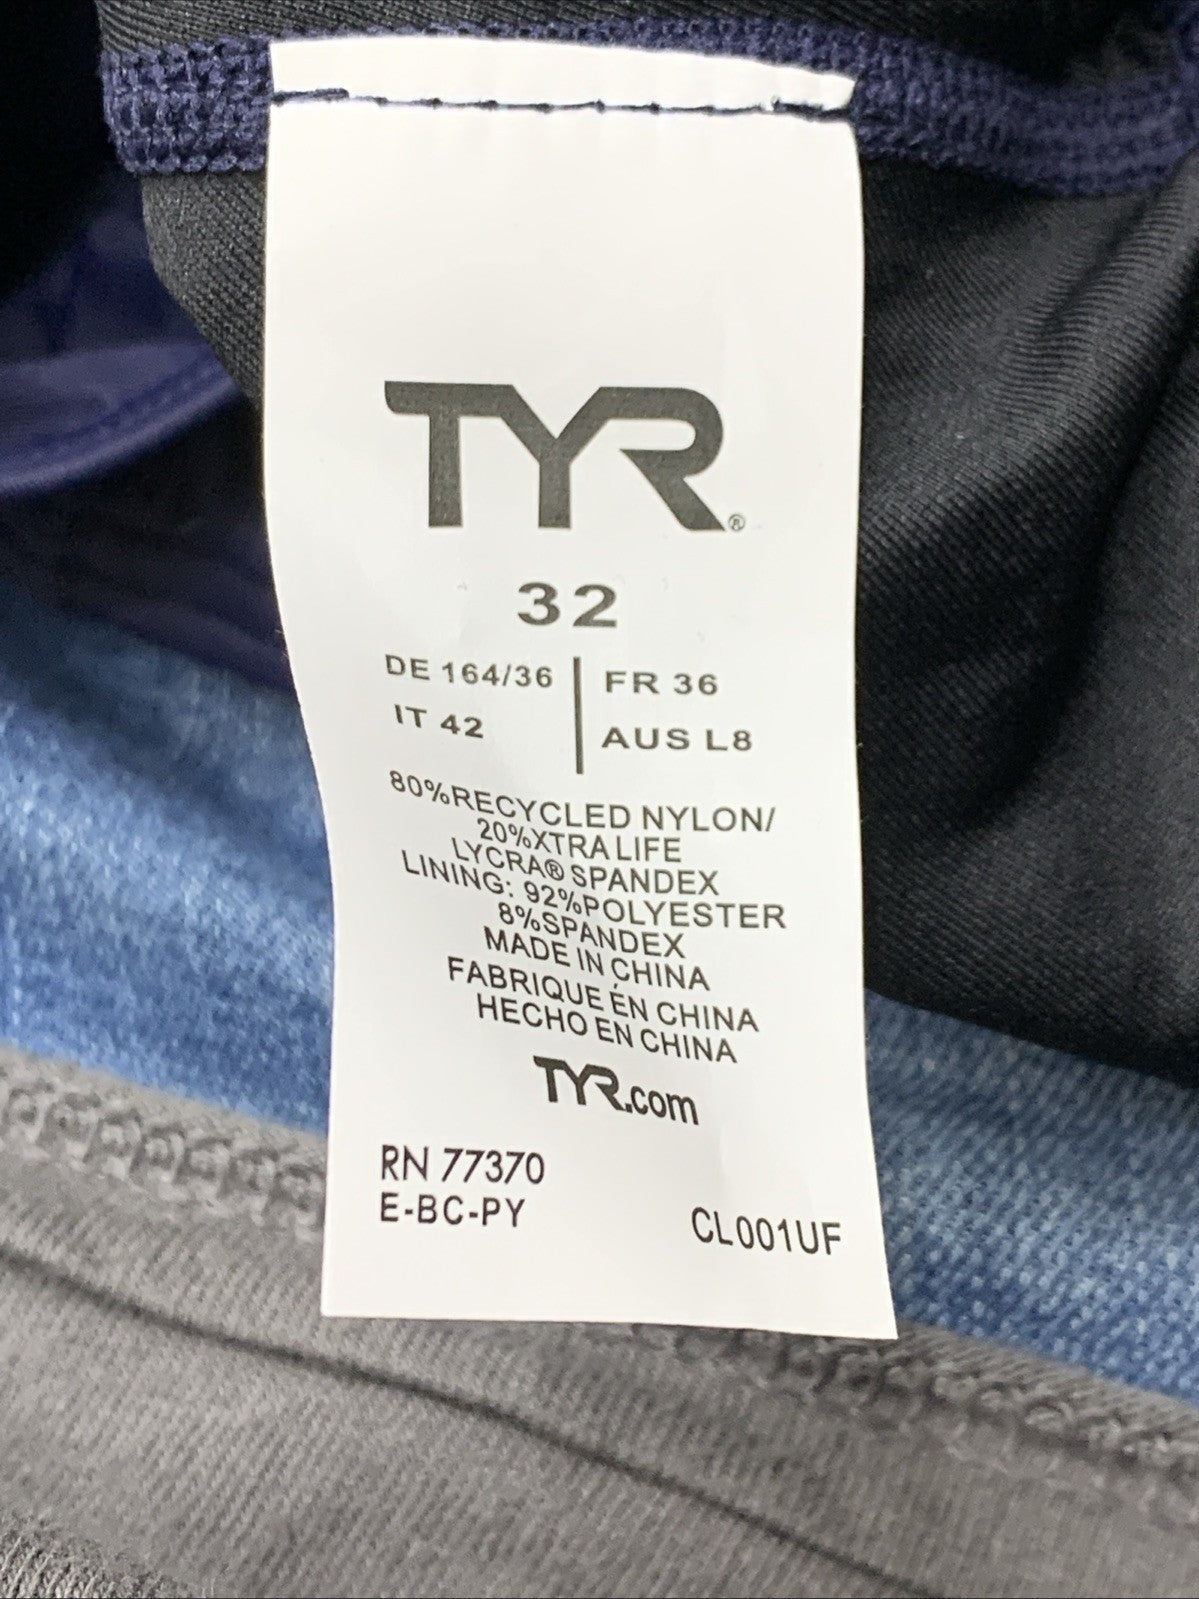 TYR®
32
DE 164/36 FR 36
IT 42 AUS L8
80%RECYCLED NYLON/
20%XTRA LIFE
LYCRA® SPANDEX
LINING: 92%POLYESTER
8%SPANDEX
MADE IN CHINA
FABRIQUE ÉN CHINA
HECHO EN CHINA
TYR.com
RN 77370
E-BC-PY CL001UF